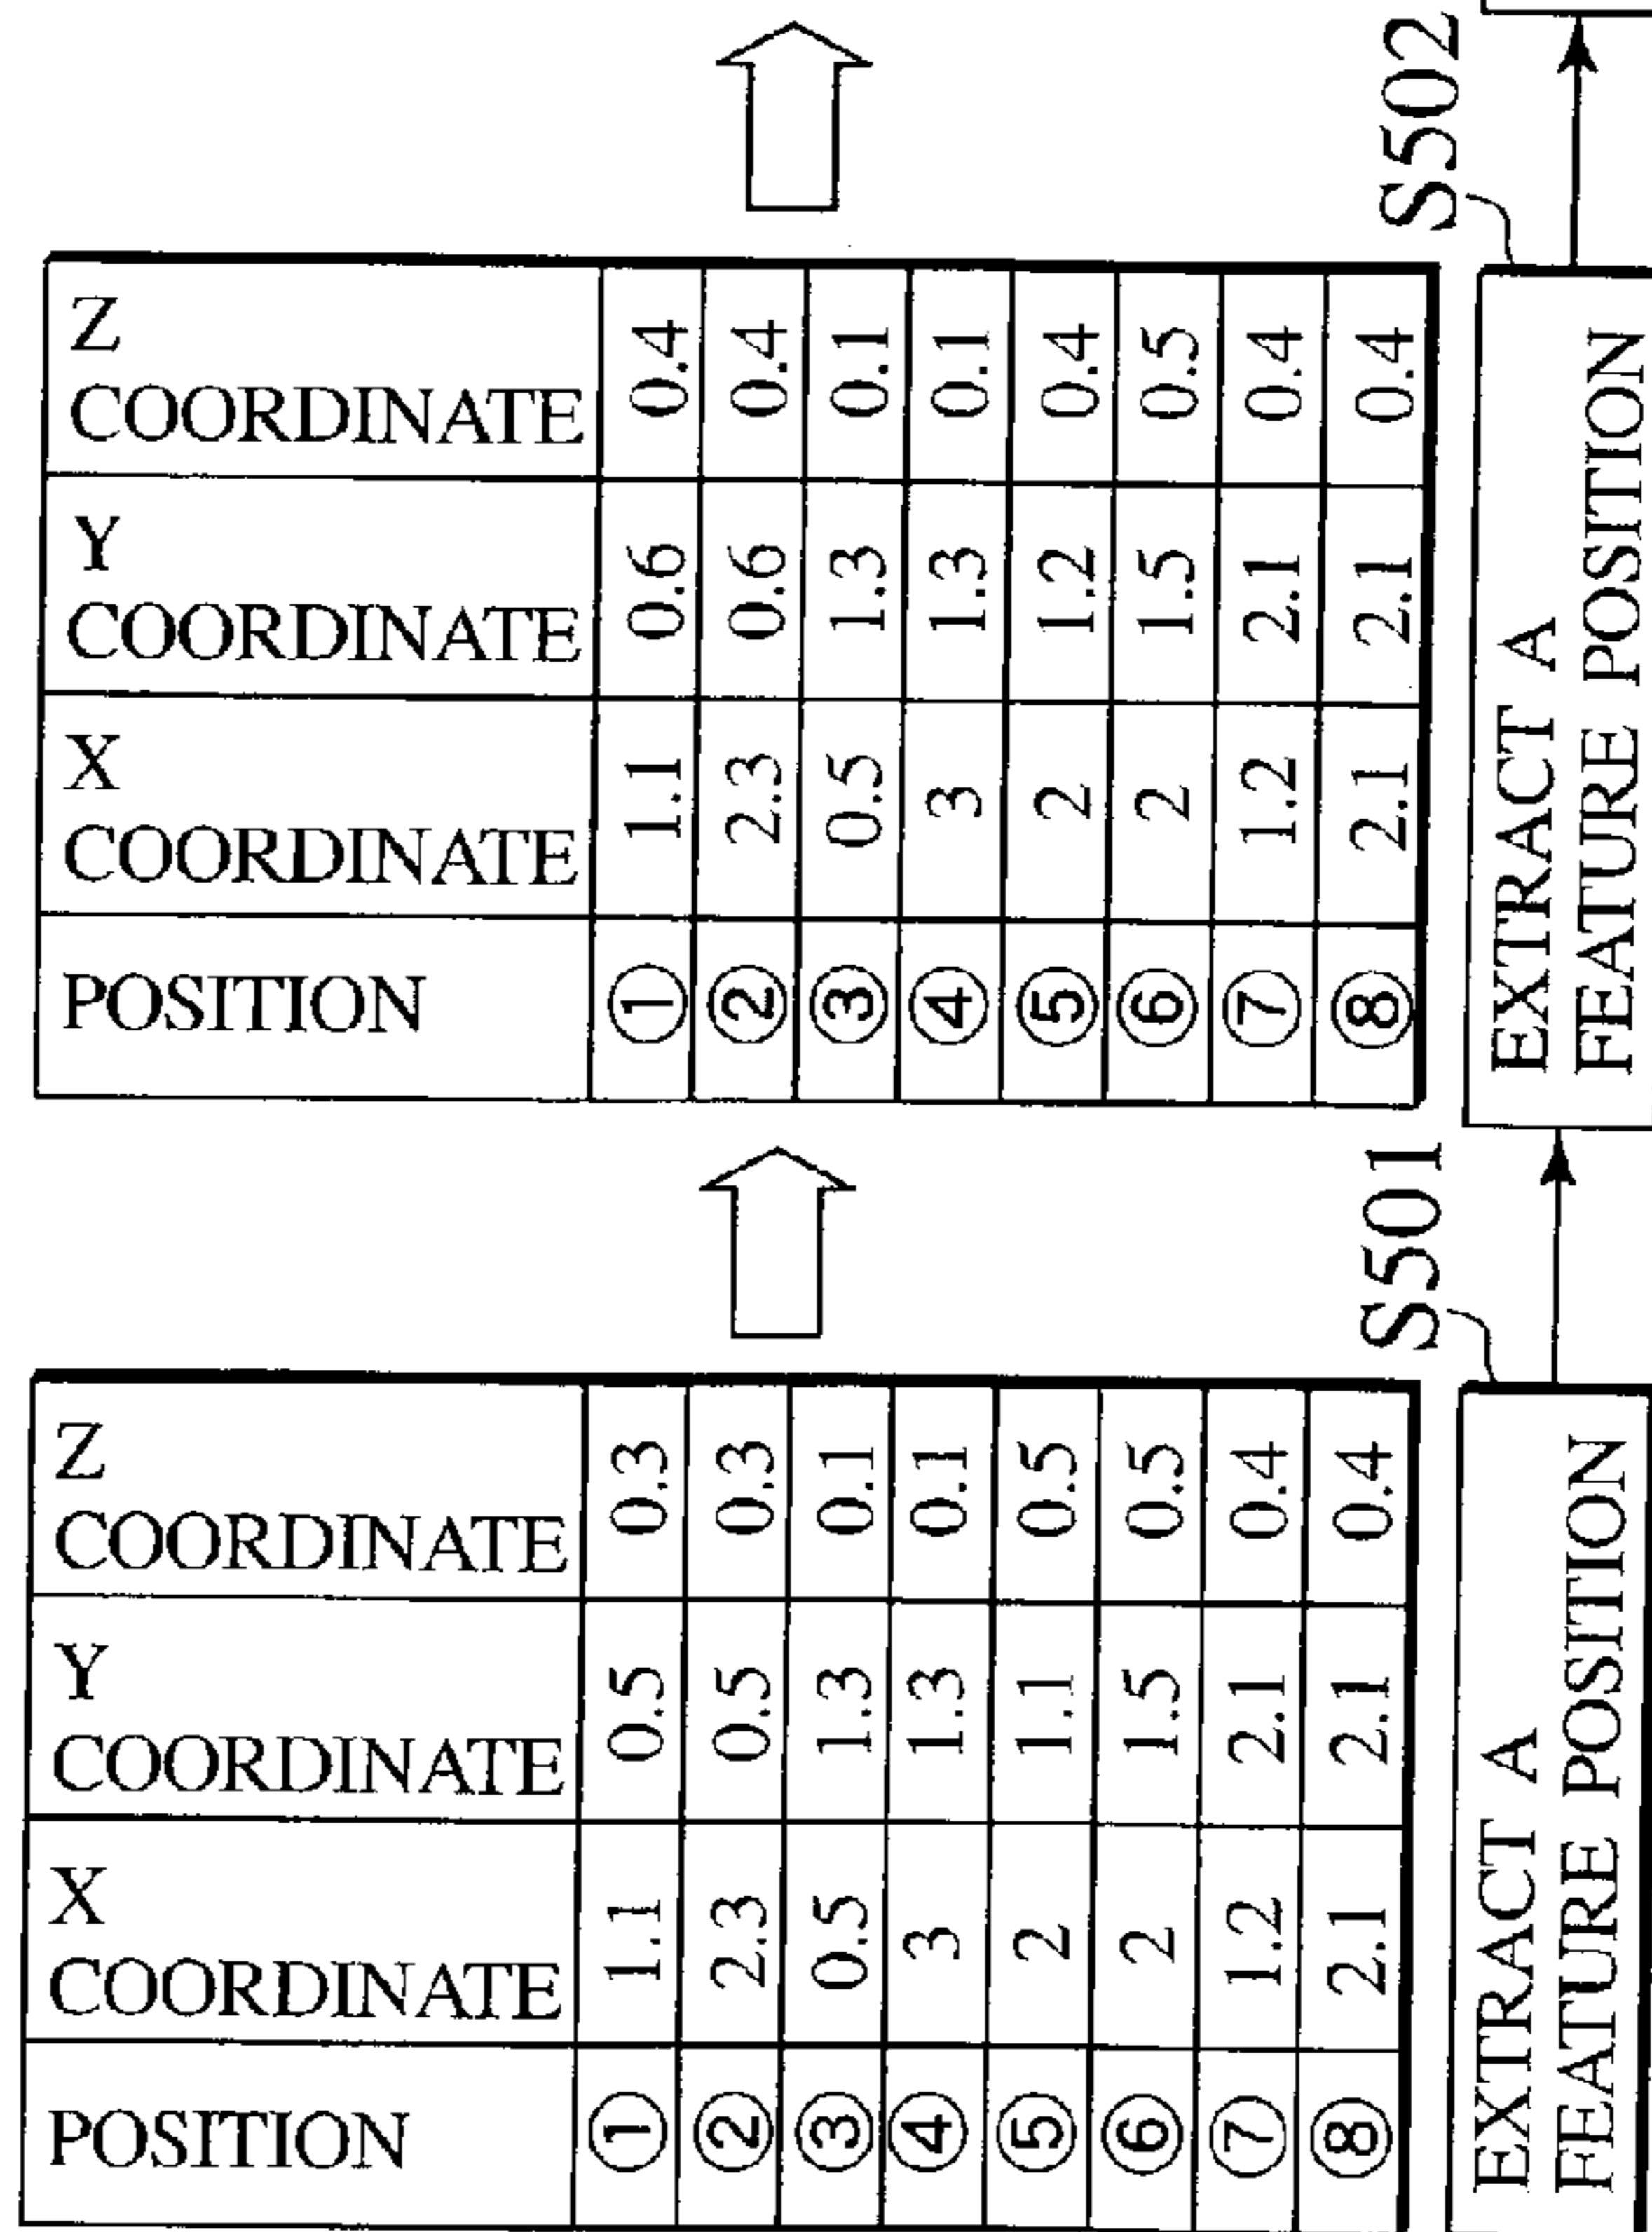 POSITION X COORDINATE Y COORDINATE Z COORDINATE
① 1.1 0.5 0.3
② 2.3 0.5 0.3
③ 0.5 1.3 0.1
④ 3 1.3 0.1
⑤ 2 1.1 0.5
⑥ 2 1.5 0.5
⑦ 1.2 2.1 0.4
⑧ 2.1 2.1 0.4
S501
EXTRACT A
FEATURE POSITION
POSITION X COORDINATE Y COORDINATE Z COORDINATE
① 1.1 0.6 0.4
② 2.3 0.6 0.4
③ 0.5 1.3 0.1
④ 3 1.3 0.1
⑤ 2 1.2 0.4
⑥ 2 1.5 0.5
⑦ 1.2 2.1 0.4
⑧ 2.1 2.1 0.4
S502
EXTRACT A
FEATURE POSITION